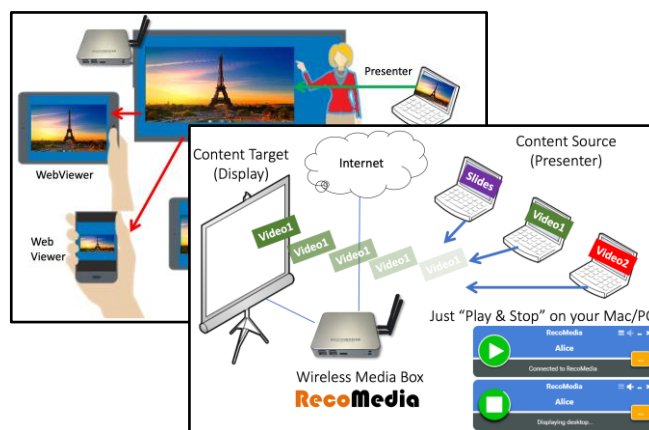 Presenter
WebViewer
Web
Viewer
Content Target
(Display)
Internet
Content Source
(Presenter)
Slides
Video1
Video2
Video1
Video1
Video1
Video1
Video1
Just “Play & Stop” on your Mac/PC
Wireless Media Box
RecoMedia
RecoMedia
Alice
Connected to RecoMedia
RecoMedia
Alice
Displaying desktop...